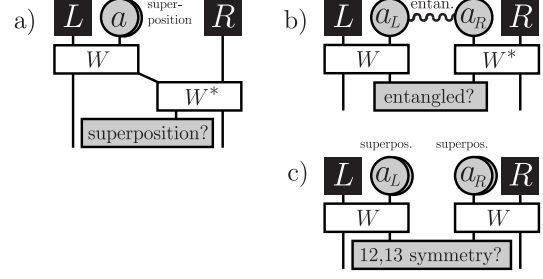 a)
L a super-
position R
W
W*
superposition?
b)
L a_L entan. a_R R
W W*
entangled?
superpos. superpos.
c)
L a_L a_R R
W W
12,13 symmetry?